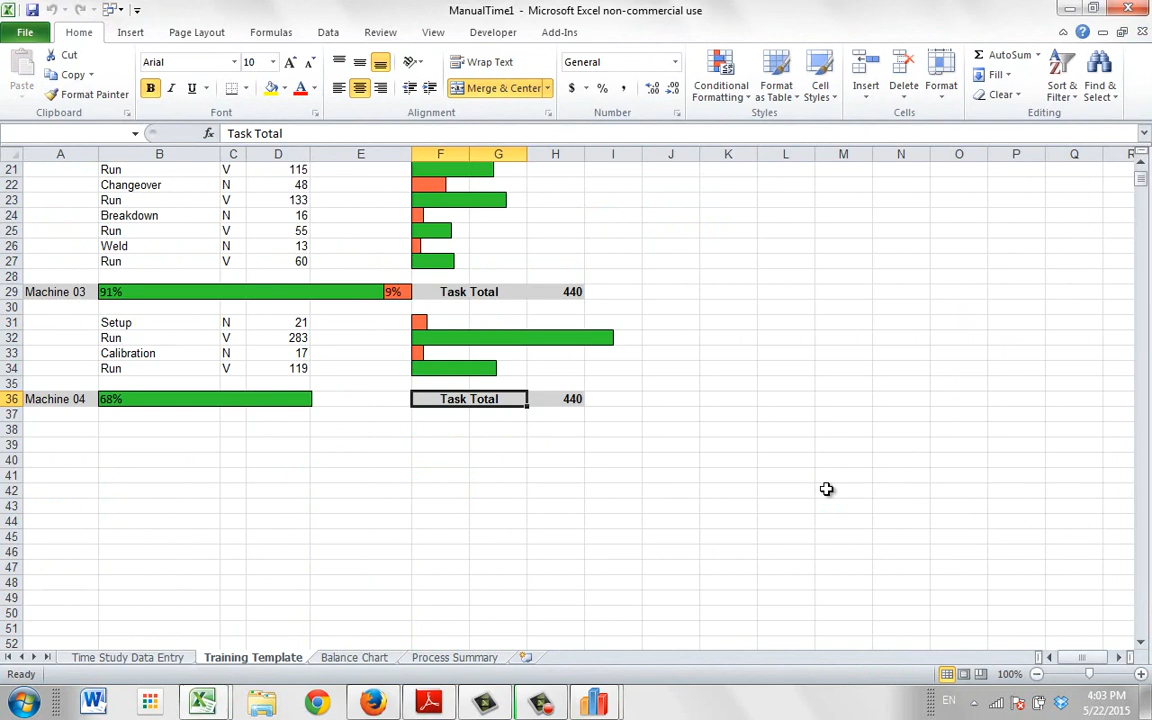 ManualTime1 - Microsoft Excel non-commercial use
File Home Insert Page Layout Formulas Data Review View Developer Add-Ins
Paste Cut Copy Format Painter Clipboard
Arial 10 A A B I U A Font
Wrap Text Merge & Center Alignment
General $ % , Number
Conditional Formatting Format as Table Cell Styles Styles
Insert Delete Format Cells
Σ AutoSum Fill Clear Sort & Filter Find & Select Editing
fx Task Total
A B C D E F G H I J K L M N O P Q R
21 Run V 115
22 Changeover N 48
23 Run V 133
24 Breakdown N 16
25 Run V 55
26 Weld N 13
27 Run V 60
28
29 Machine 03 91% 9% Task Total 440
30
31 Setup N 21
32 Run V 283
33 Calibration N 17
34 Run V 119
35
36 Machine 04 68% Task Total 440
37
38
39
40
41
42
43
44
45
46
47
48
49
50
51
52
Time Study Data Entry Training Template Balance Chart Process Summary
Ready 100%
EN 4:03 PM
5/22/2015